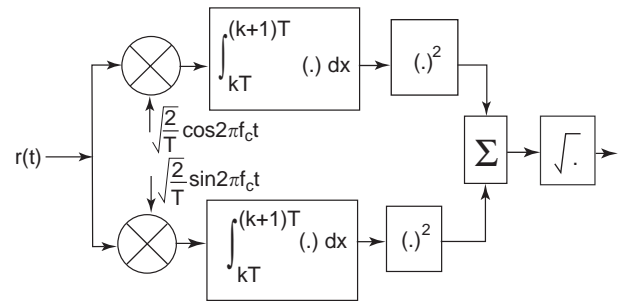 ∫_{kT}^{(k+1)T} (.) dx
(.)²
√(2/T) cos2πf_ct
r(t)
Σ
√.
√(2/T) sin2πf_ct
∫_{kT}^{(k+1)T} (.) dx
(.)²